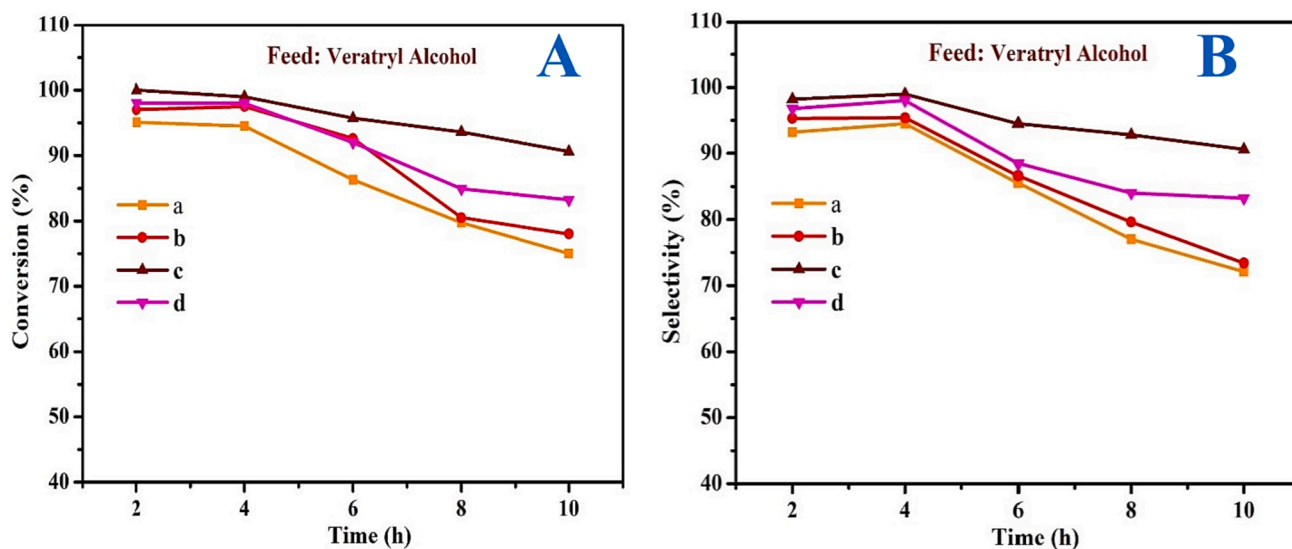 A
Feed: Veratryl Alcohol
Conversion (%)
110
100
90
80
70
60
50
40
a
b
c
d
2 4 6 8 10
Time (h)
B
Feed: Veratryl Alcohol
Selectivity (%)
110
100
90
80
70
60
50
40
a
b
c
d
2 4 6 8 10
Time (h)